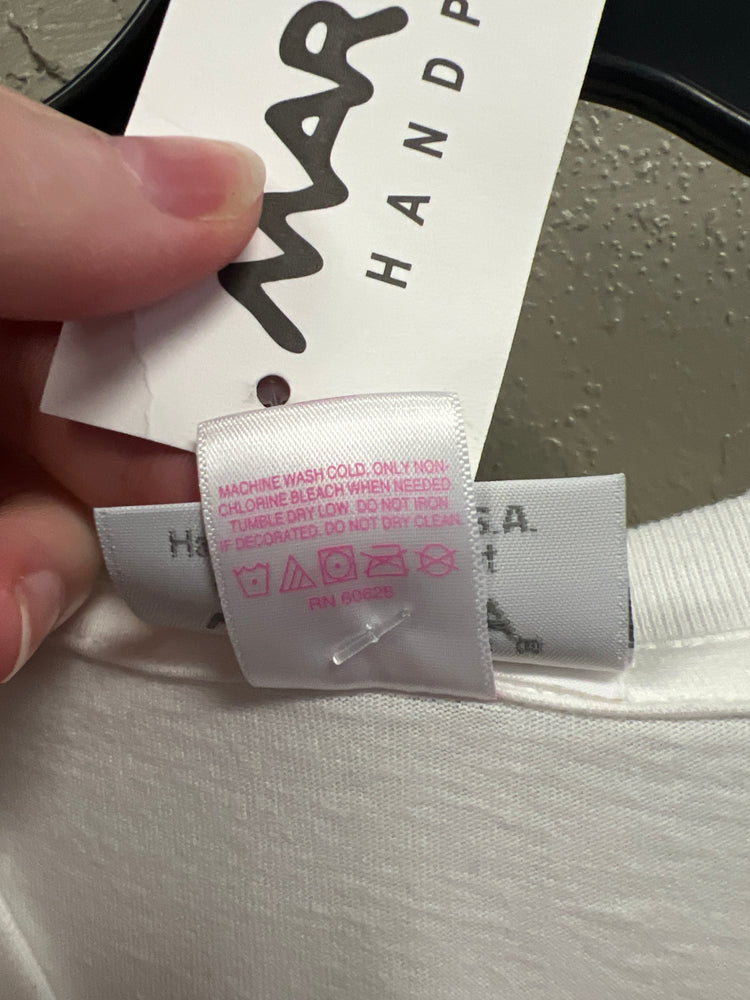 MAR
HANDP
MACHINE WASH COLD, ONLY NON-
CHLORINE BLEACH WHEN NEEDED
TUMBLE DRY LOW. DO NOT IRON
IF DECORATED. DO NOT DRY CLEAN.
RN 60628
Ha
S.A.
t
A
A